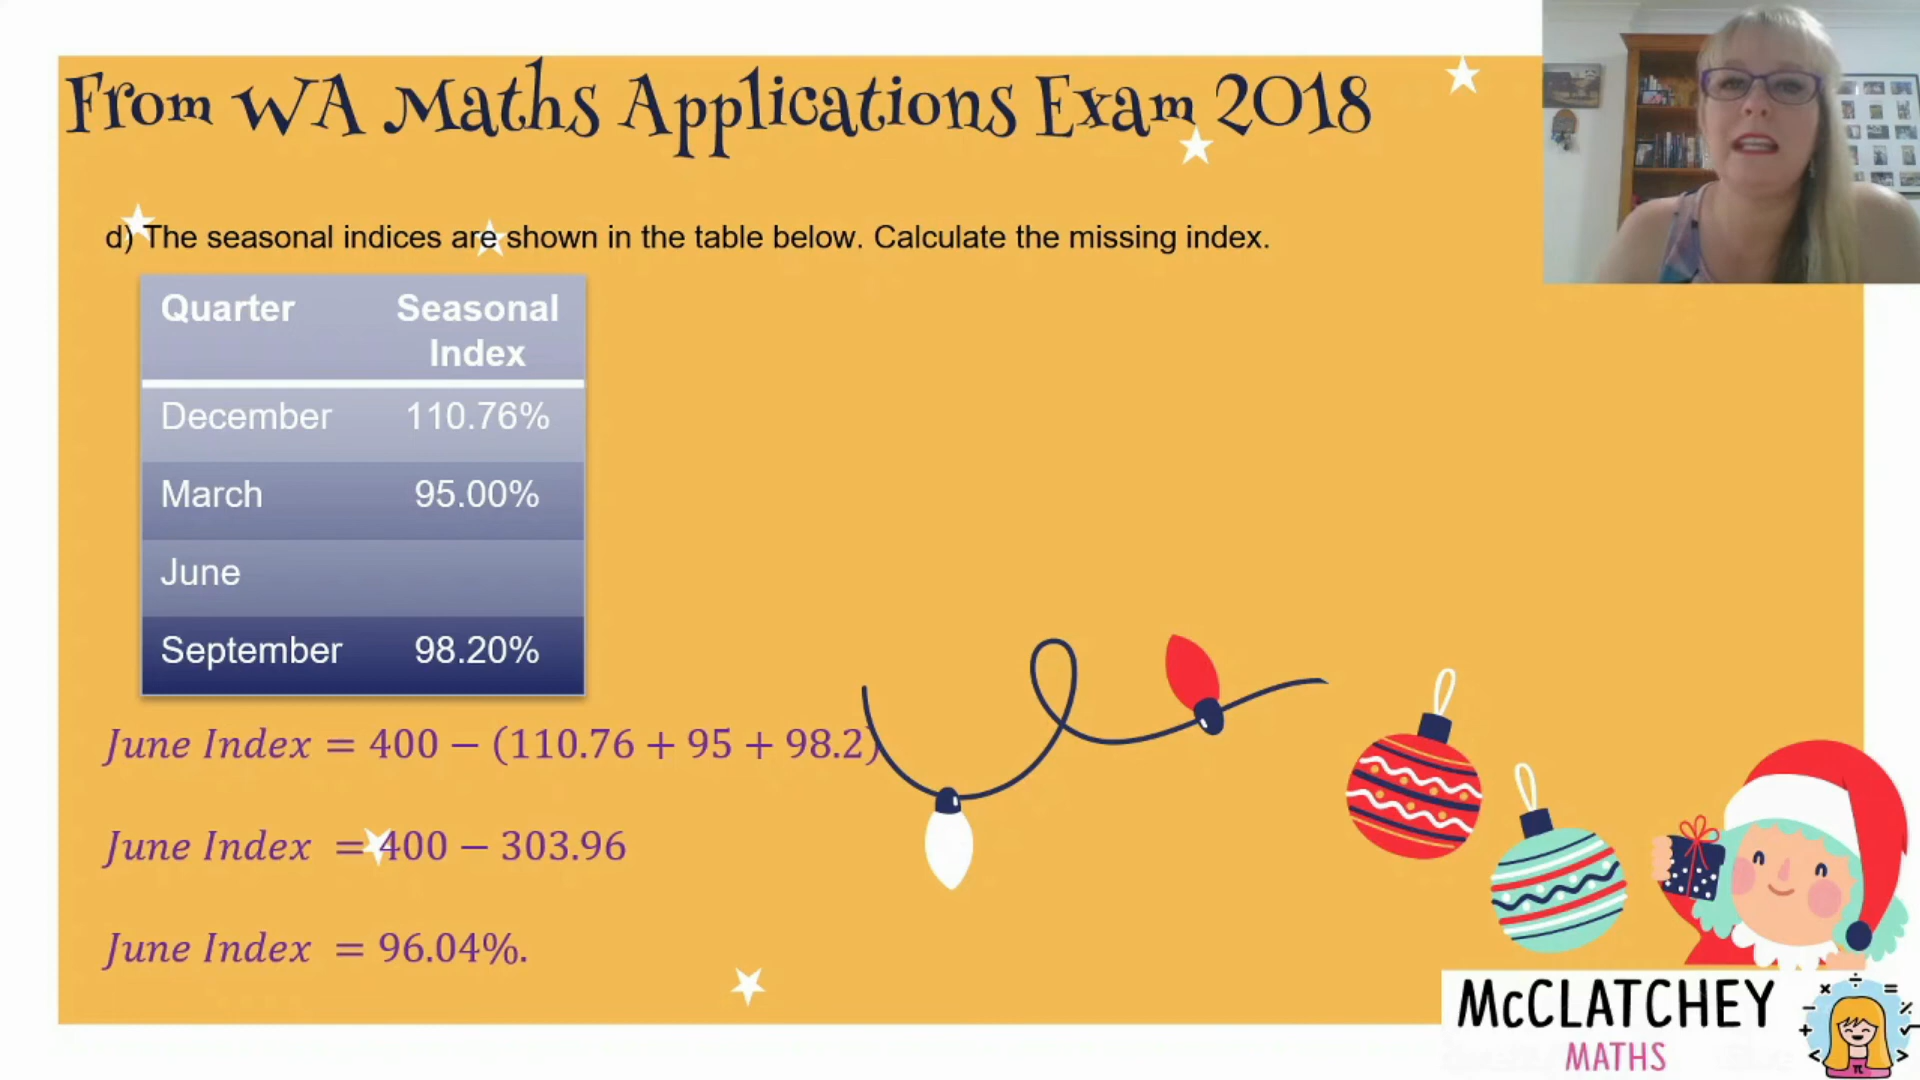 From WA Maths Applications Exam 2018
d) The seasonal indices are shown in the table below. Calculate the missing index.
Quarter Seasonal Index
December 110.76%
March 95.00%
June
September 98.20%
June Index = 400 − (110.76 + 95 + 98.2)
June Index = 400 − 303.96
June Index = 96.04%.
McCLATCHEY
MATHS